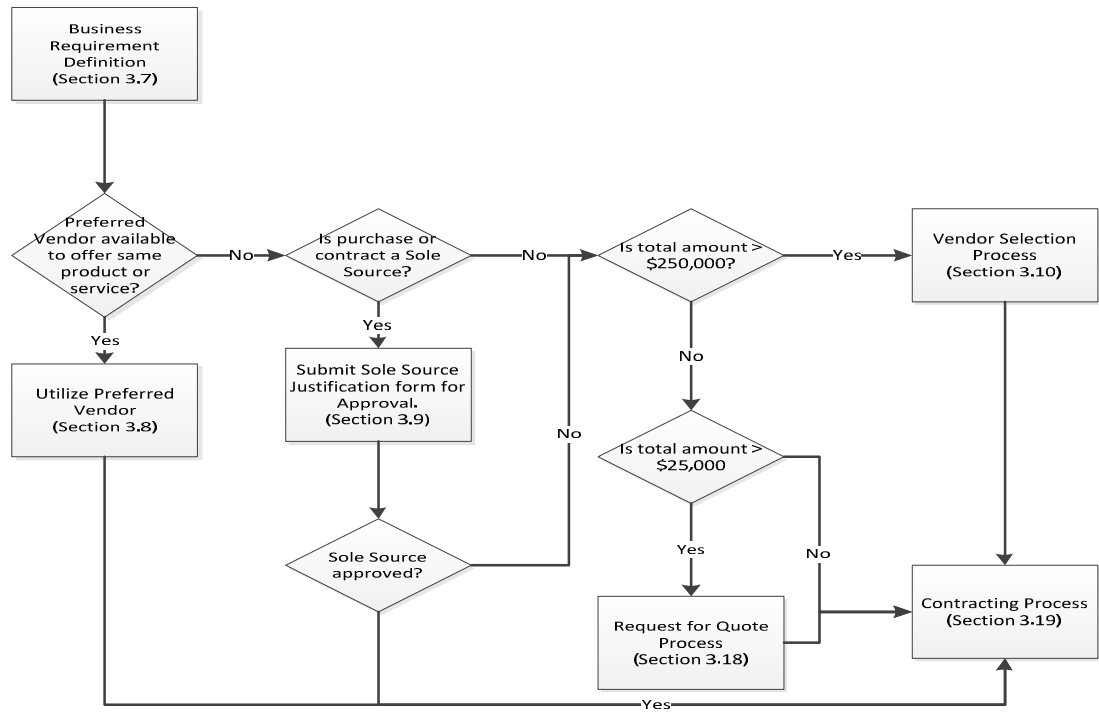 Business
Requirement
Definition
(Section 3.7)
Preferred
Vendor available
to offer same
product or
service?
No
Yes
Utilize Preferred
Vendor
(Section 3.8)
Is purchase or
contract a Sole
Source?
No
Yes
Submit Sole Source
Justification form for
Approval.
(Section 3.9)
Sole Source
approved?
No
Is total amount >
$250,000?
Yes
No
Is total amount >
$25,000
Yes
No
Request for Quote
Process
(Section 3.18)
Vendor Selection
Process
(Section 3.10)
Contracting Process
(Section 3.19)
Yes